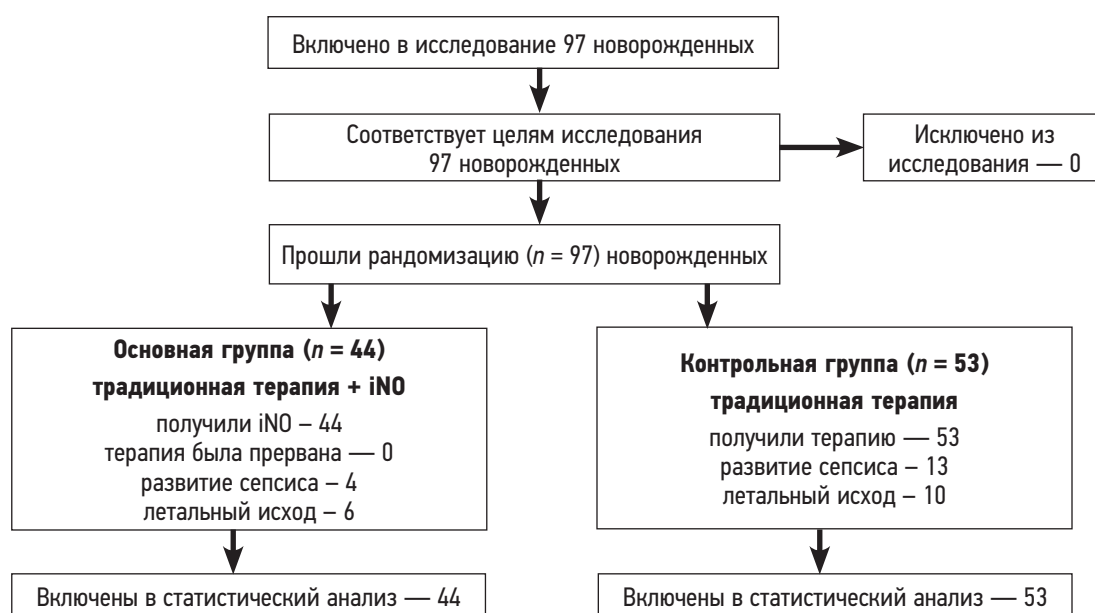 Включено в исследование 97 новорожденных
Соответствует целям исследования
97 новорожденных
Исключено из
исследования — 0
Прошли рандомизацию (n = 97) новорожденных
Основная группа (n = 44)
традиционная терапия + iNO
получили iNO – 44
терапия была прервана — 0
развитие сепсиса – 4
летальный исход – 6
Контрольная группа (n = 53)
традиционная терапия
получили терапию — 53
развитие сепсиса – 13
летальный исход – 10
Включены в статистический анализ — 44
Включены в статистический анализ — 53